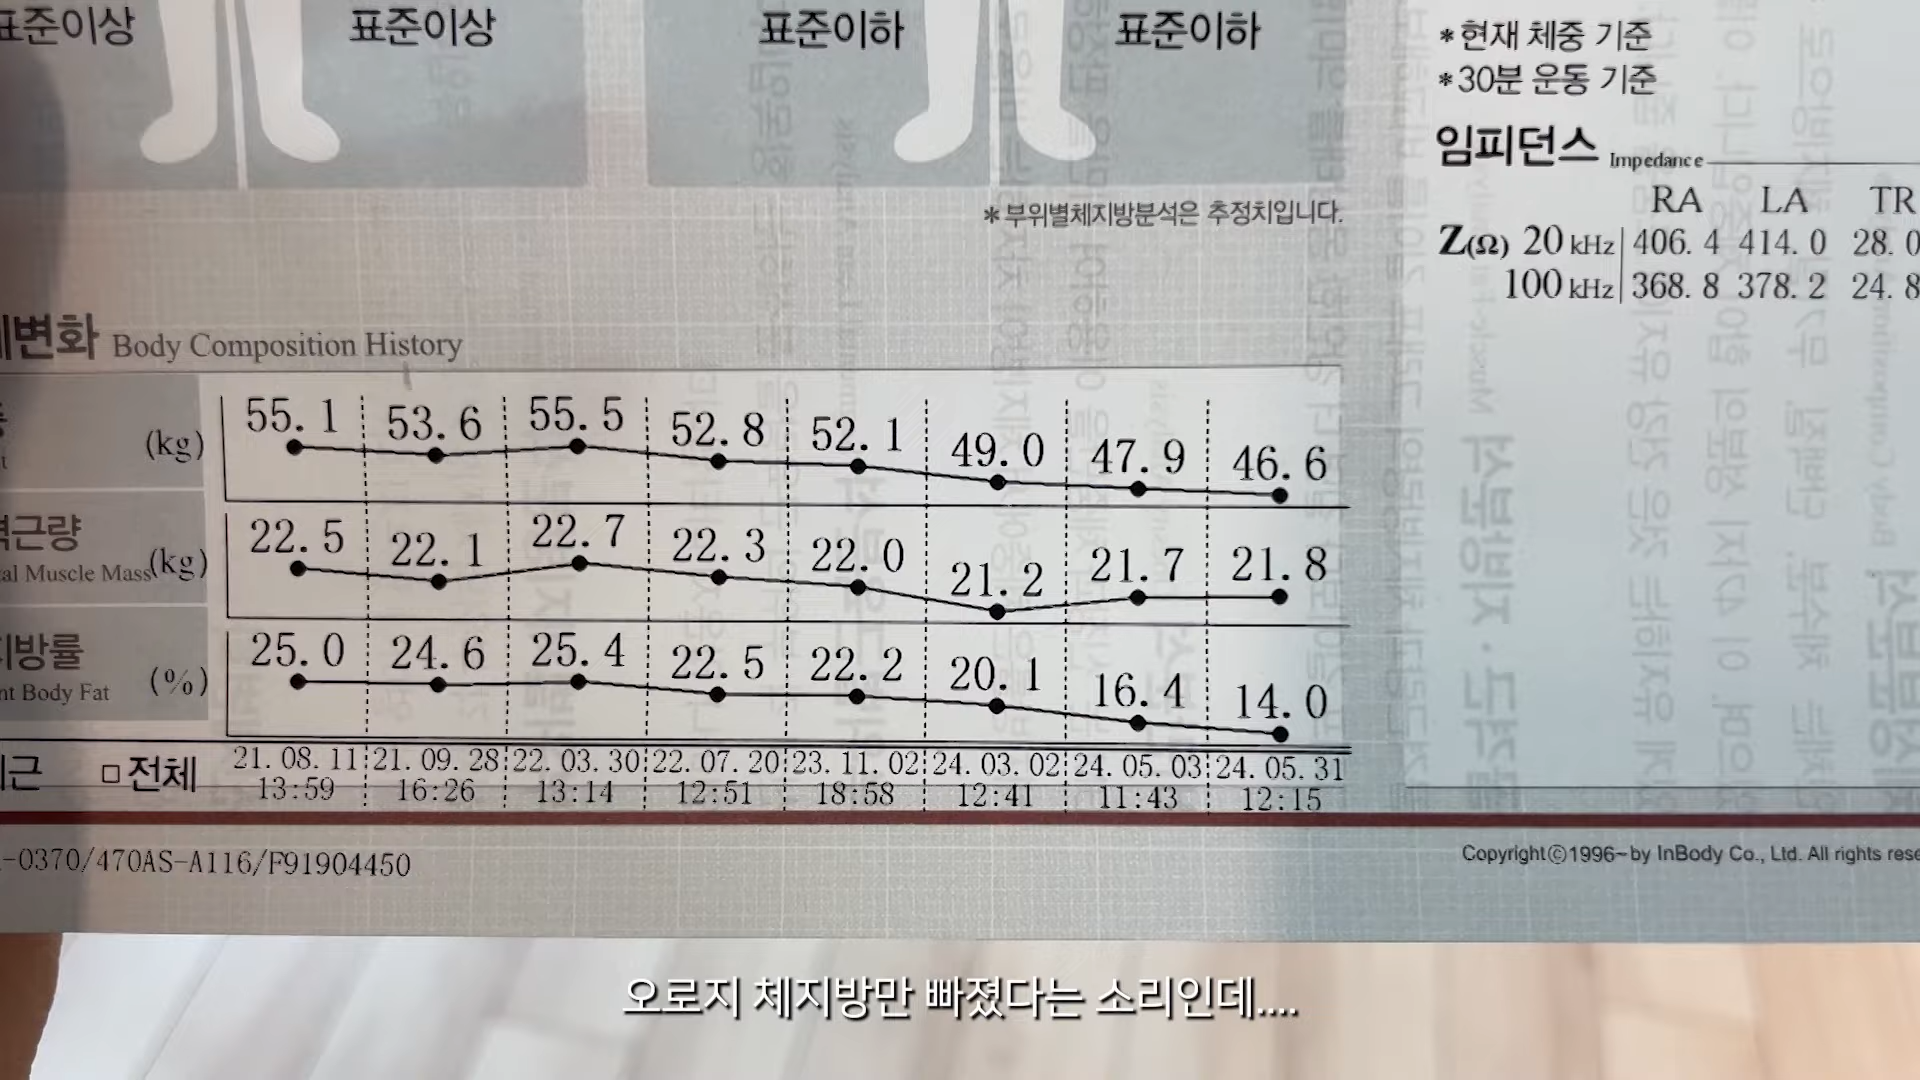 표준이상
표준이상
표준이하
표준이하
*현재 체중 기준
*30분 운동 기준
임피던스 Impedance
RA LA TR
Z(Ω) 20 kHz 406.4 414.0 28.0
100 kHz 368.8 378.2 24.8
*부위별체지방분석은 추정치입니다.
변화 Body Composition History
(kg) 55.1 53.6 55.5 52.8 52.1 49.0 47.9 46.6
근량
Muscle Mass (kg) 22.5 22.1 22.7 22.3 22.0 21.2 21.7 21.8
지방률
Body Fat (%) 25.0 24.6 25.4 22.5 22.2 20.1 16.4 14.0
근 □전체 21.08.11 21.09.28 22.03.30 22.07.20 23.11.02 24.03.02 24.05.03 24.05.31
13:59 16:26 13:14 12:51 18:58 12:41 11:43 12:15
-0370/470AS-A116/F91904450
Copyright©1996~by InBody Co., Ltd. All rights rese
오로지 체지방만 빠졌다는 소리인데....